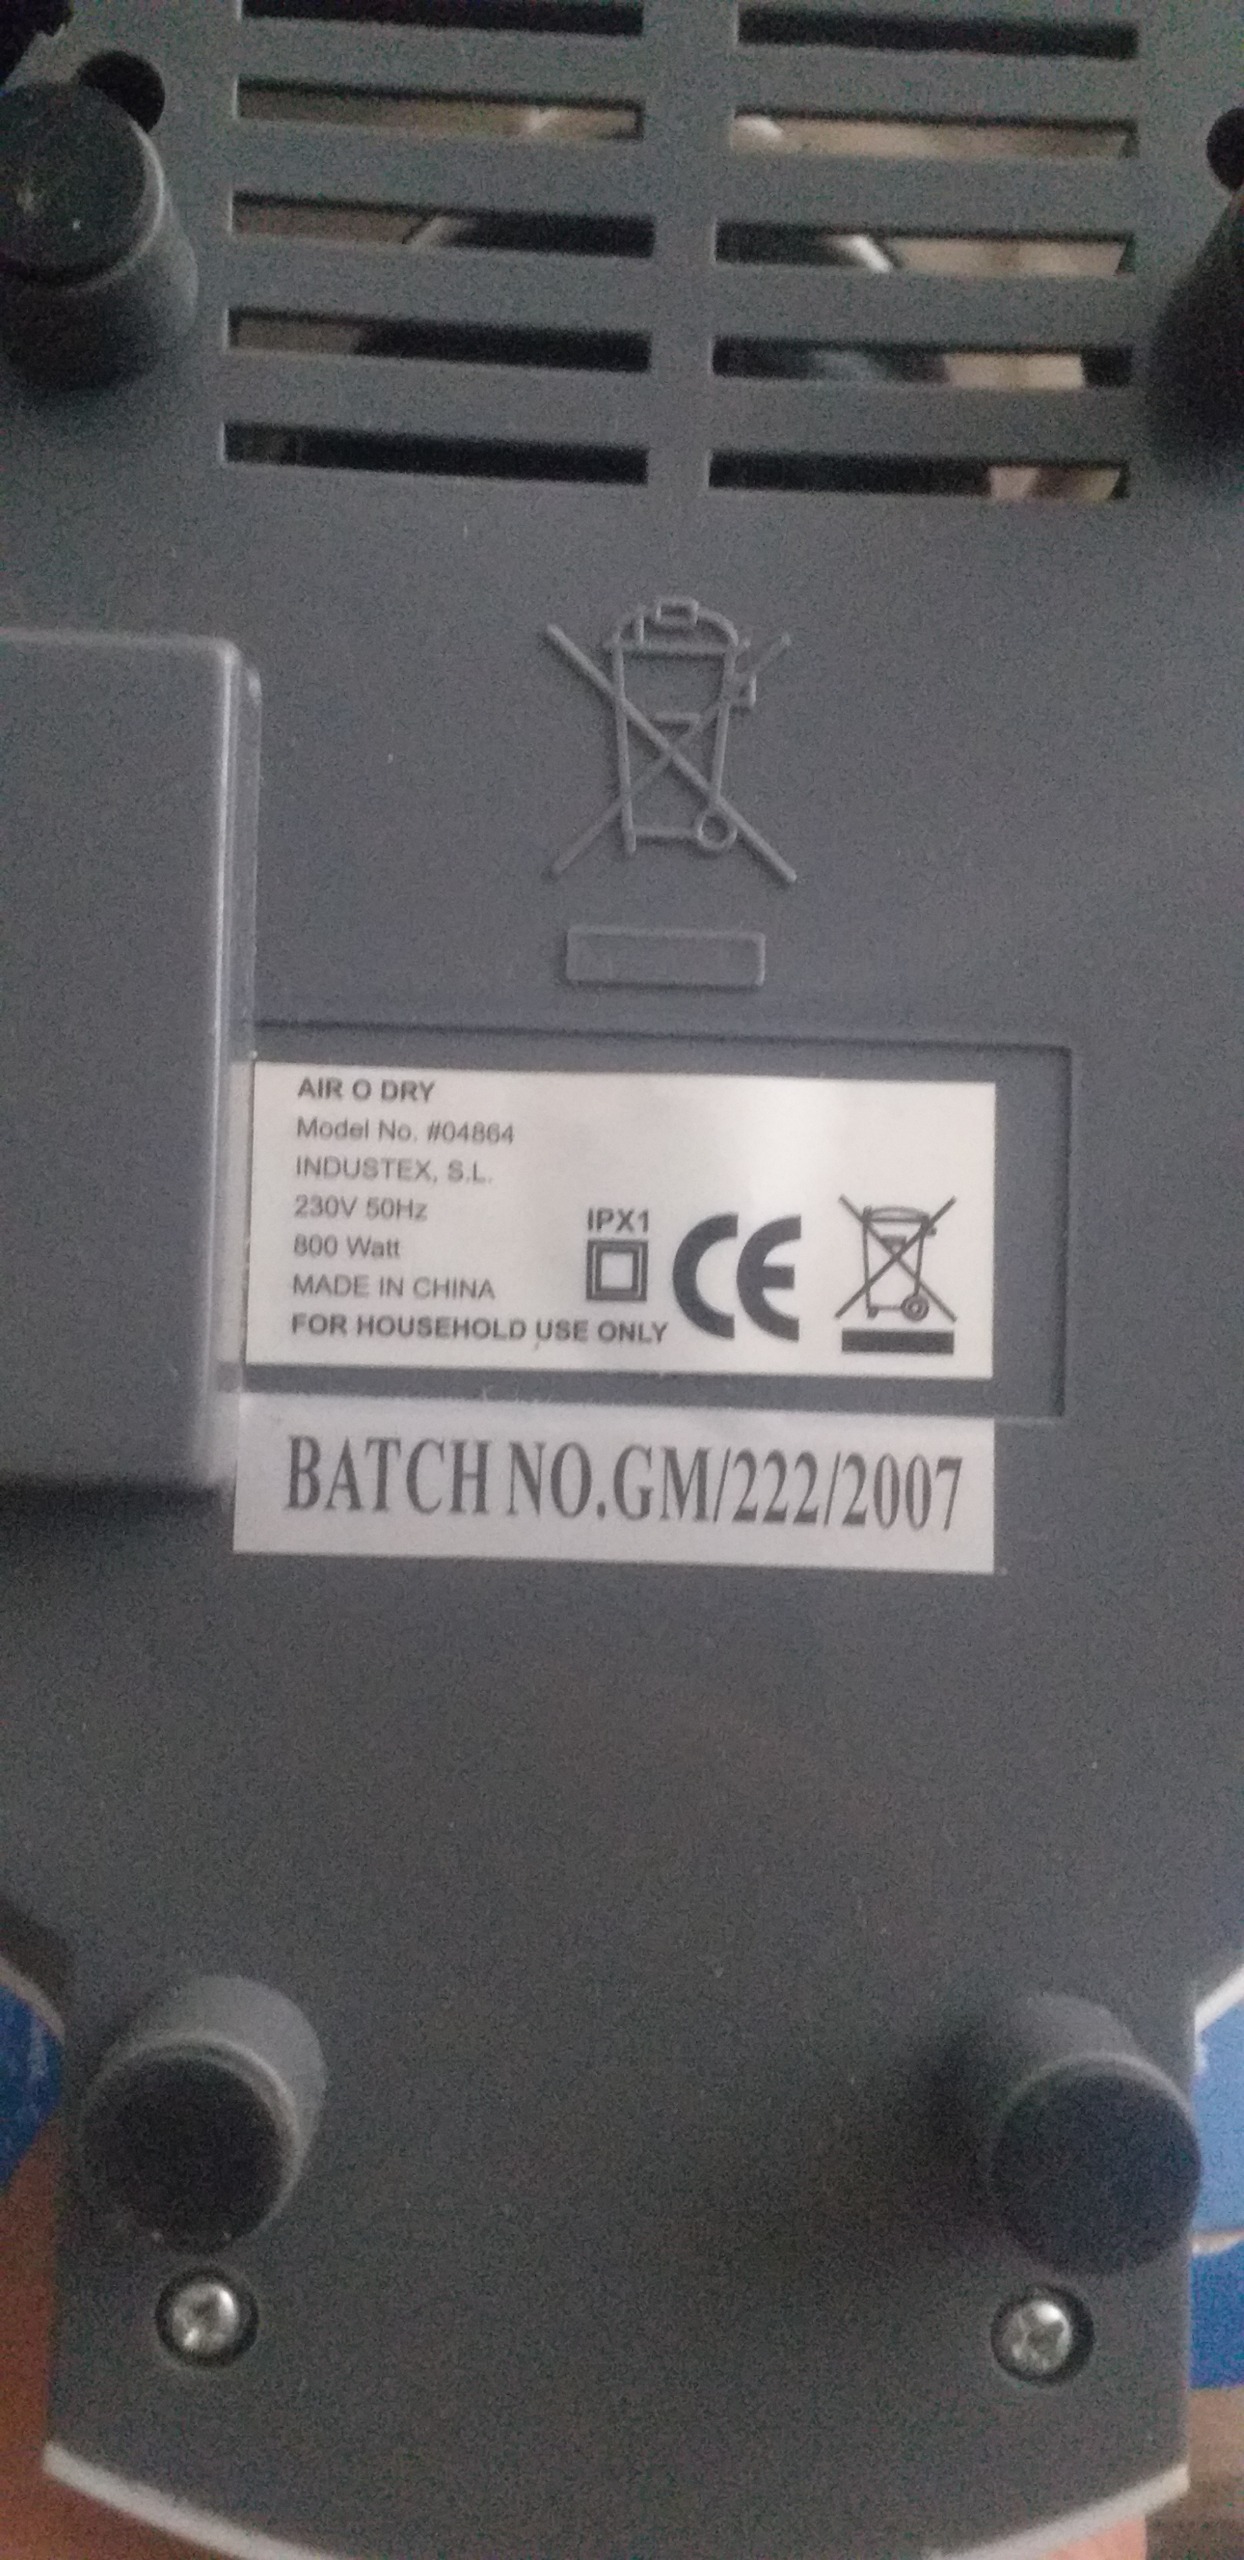 AIR O DRY
Model No. #04864
INDUSTEX, S.L.
230V 50Hz
800 Watt
MADE IN CHINA
FOR HOUSEHOLD USE ONLY
IPX1
CE
BATCH NO.GM/222/2007